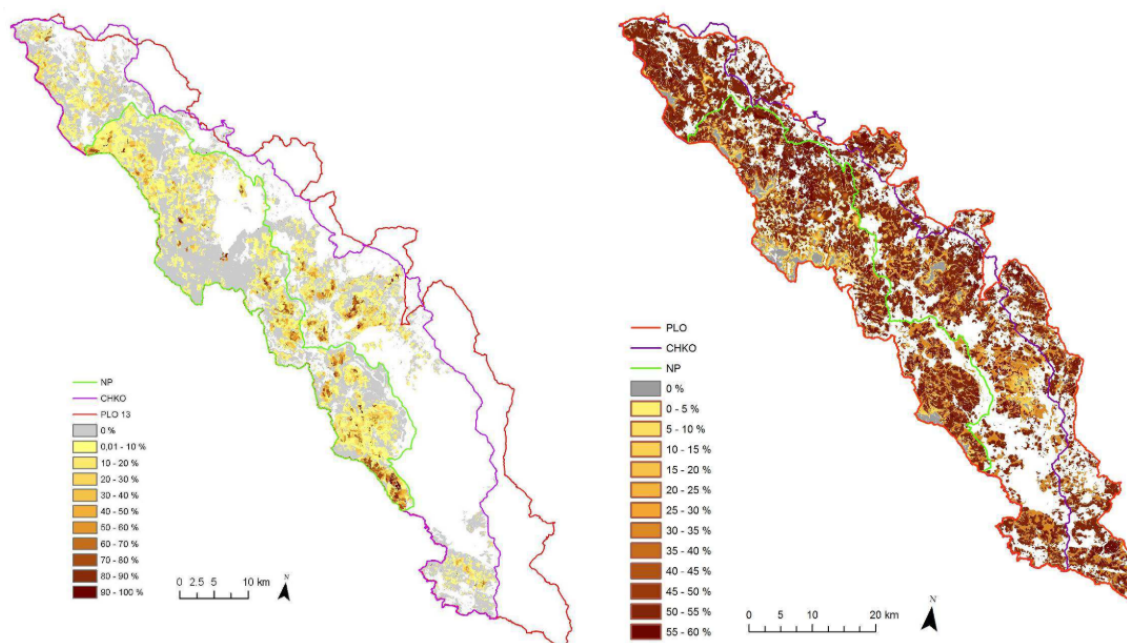 NP
CHKO
PLO 13
0 %
0,01 - 10 %
10 - 20 %
20 - 30 %
30 - 40 %
40 - 50 %
50 - 60 %
60 - 70 %
70 - 80 %
80 - 90 %
90 - 100 %
0 2.5 5 10 km
N
PLO
CHKO
NP
0 %
0 - 5 %
5 - 10 %
10 - 15 %
15 - 20 %
20 - 25 %
25 - 30 %
30 - 35 %
35 - 40 %
40 - 45 %
45 - 50 %
50 - 55 %
55 - 60 %
0 5 10 20 km
N